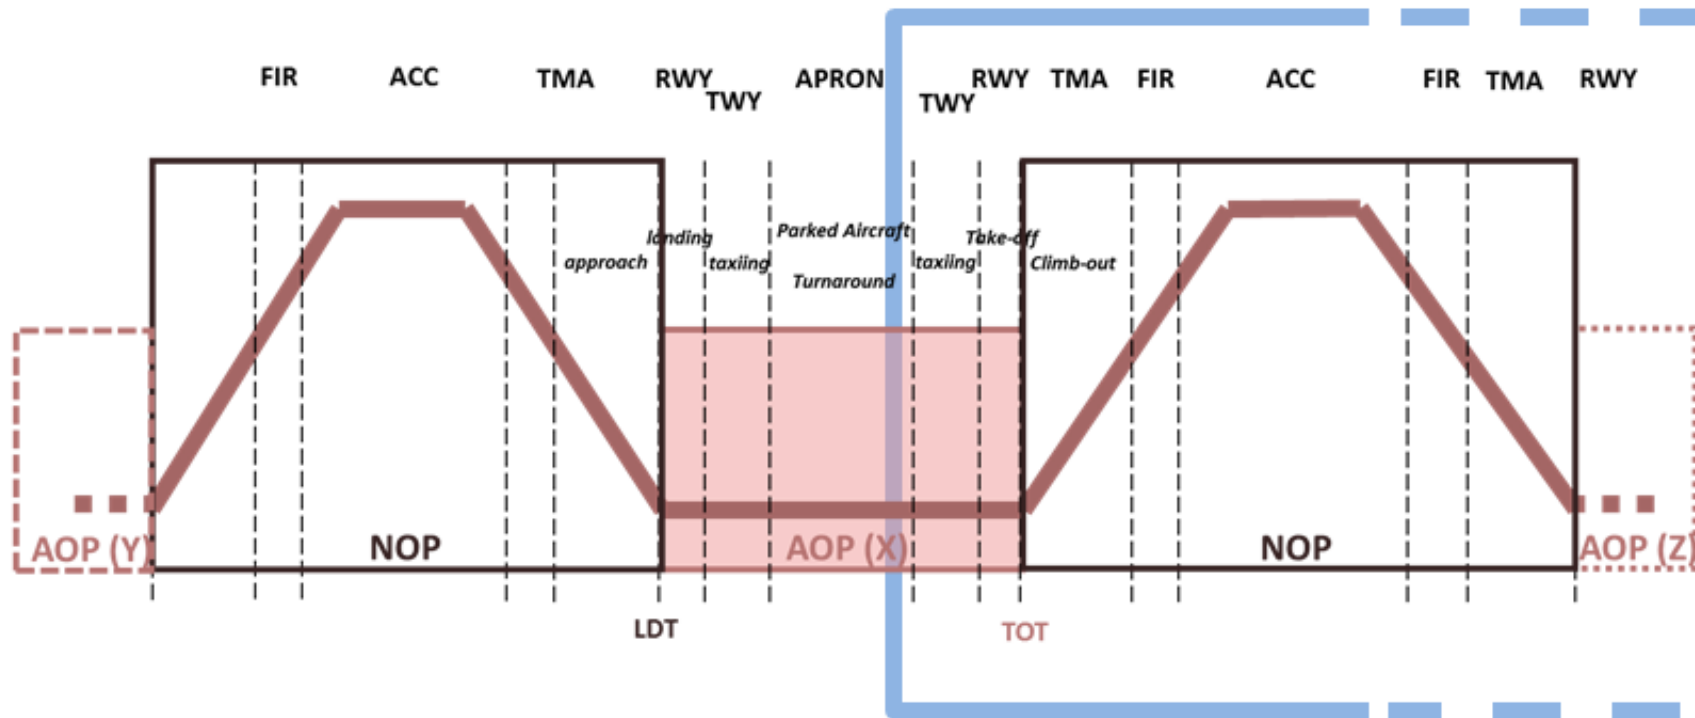 FIR ACC TMA RWY APRON RWY TMA FIR ACC FIR TMA RWY
TWY TWY
Parked Aircraft
landing Take-off
approach taxiing taxiing Climb-out
Turnaround
AOP (Y) NOP AOP (X) NOP AOP (Z)
LDT TOT